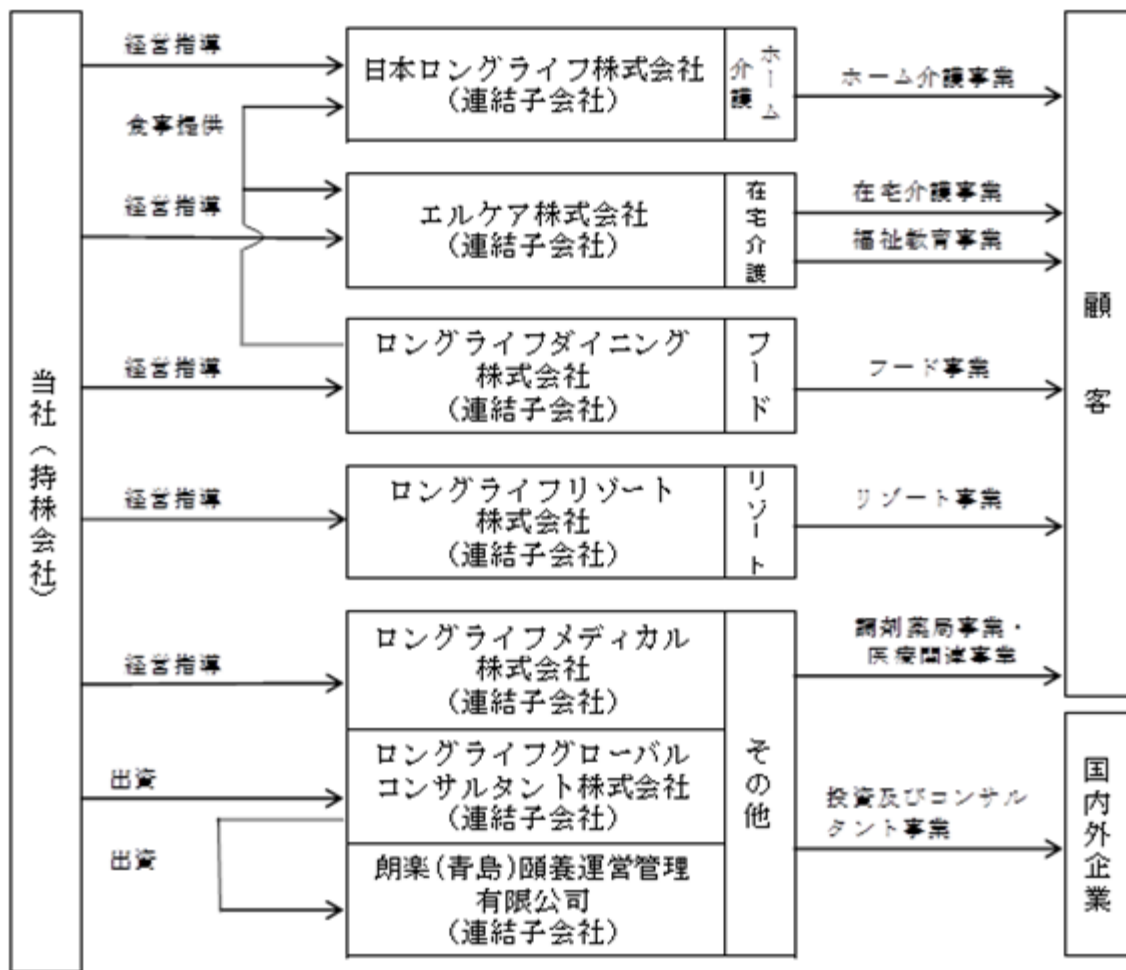 当社(持株会社)
経営指導
日本ロングライフ株式会社
(連結子会社)
ホーム
介護
ホーム介護事業
食事提供
経営指導
エルケア株式会社
(連結子会社)
在宅介護
在宅介護事業
福祉教育事業
経営指導
ロングライフダイニング
株式会社
(連結子会社)
フード
フード事業
経営指導
ロングライフリゾート
株式会社
(連結子会社)
リゾート
リゾート事業
経営指導
ロングライフメディカル
株式会社
(連結子会社)
調剤薬局事業・
医療関連事業
出資
ロングライフグローバル
コンサルタント株式会社
(連結子会社)
その他
投資及びコンサル
タント事業
出資
朗楽(青島)頤養運営管理
有限公司
(連結子会社)
顧客
国内外企業